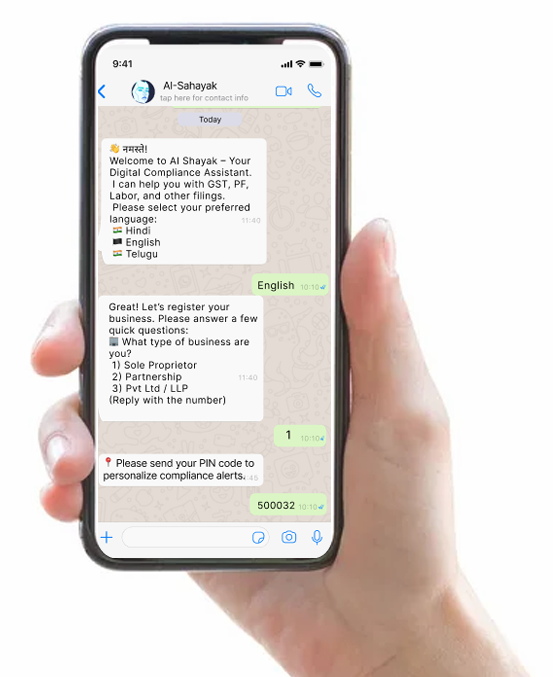 9:41
AI-Sahayak
tap here for contact info
Today
👋 नमस्ते!
Welcome to AI Shayak – Your
Digital Compliance Assistant.
I can help you with GST, PF,
Labor, and other filings.
Please select your preferred
language:
11:40
🇮🇳 Hindi
🏴 English
🇮🇳 Telugu
English 10:10
Great! Let's register your
business. Please answer a few
quick questions:
🏢 What type of business are
you?
1) Sole Proprietor
2) Partnership 11:40
3) Pvt Ltd / LLP
(Reply with the number)
1 10:10
📍 Please send your PIN code to
personalize compliance alerts.
500032 10:10